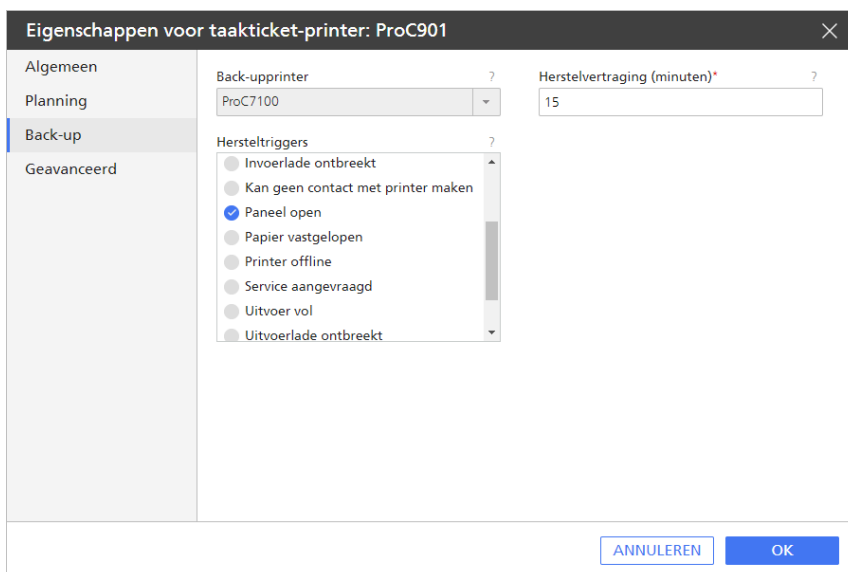 Eigenschappen voor taakticket-printer: ProC901
Algemeen
Planning
Back-up
Geavanceerd
Back-upprinter ?
ProC7100
Herstelvertraging (minuten)* ?
15
Hersteltriggers ?
Invoerlade ontbreekt
Kan geen contact met printer maken
Paneel open
Papier vastgelopen
Printer offline
Service aangevraagd
Uitvoer vol
Uitvoerlade ontbreekt
ANNULEREN
OK